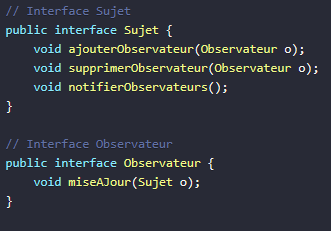 // Interface Sujet
public interface Sujet {
    void ajouterObservateur(Observateur o);
    void supprimerObservateur(Observateur o);
    void notifierObservateurs();
}

// Interface Observateur
public interface Observateur {
    void miseAJour(Sujet o);
}